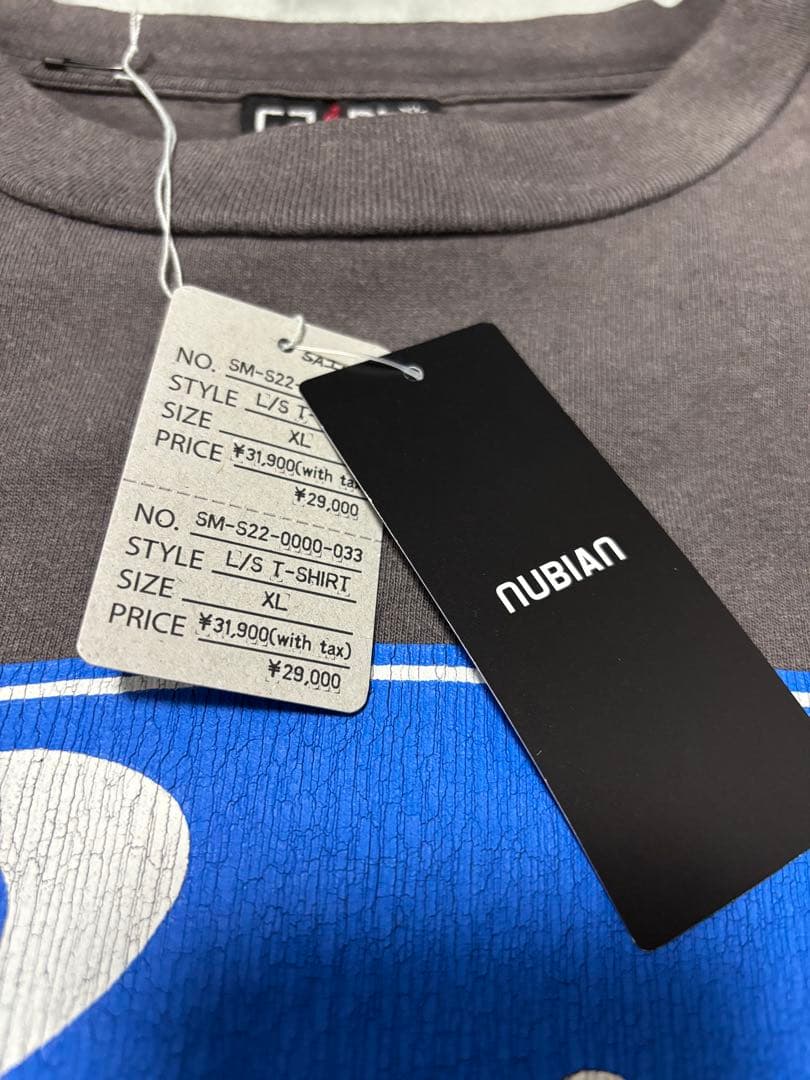 NO. SM-S22-
STYLE L/S T-
SIZE XL
PRICE ¥31,900(with ta
¥29,000
NO. SM-S22-0000-033
STYLE L/S T-SHIRT
SIZE XL
PRICE ¥31,900(with tax)
¥29,000
NUBIAN